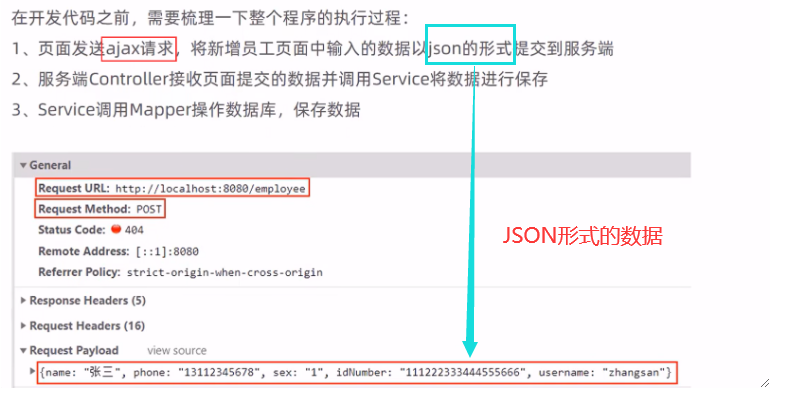 在开发代码之前，需要梳理一下整个程序的执行过程：
1、页面发送ajax请求，将新增员工页面中输入的数据以json的形式提交到服务端
2、服务端Controller接收页面提交的数据并调用Service将数据进行保存
3、Service调用Mapper操作数据库，保存数据
General
Request URL: http://localhost:8080/employee
Request Method: POST
Status Code: 404
JSON形式的数据
Remote Address: [::1]:8080
Referrer Policy: strict-origin-when-cross-origin
Response Headers (5)
Request Headers (16)
Request Payload view source
{name: "张三", phone: "13112345678", sex: "1", idNumber: "111222333444555666", username: "zhangsan"}